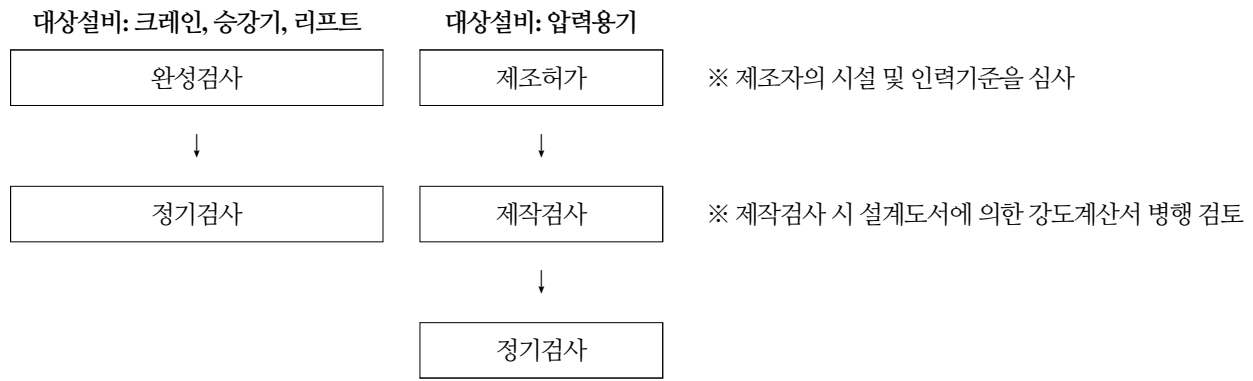 대상설비: 크레인, 승강기, 리프트
완성검사
↓
정기검사
대상설비: 압력용기
제조허가
※ 제조자의 시설 및 인력기준을 심사
↓
제작검사
※ 제작검사 시 설계도서에 의한 강도계산서 병행 검토
↓
정기검사